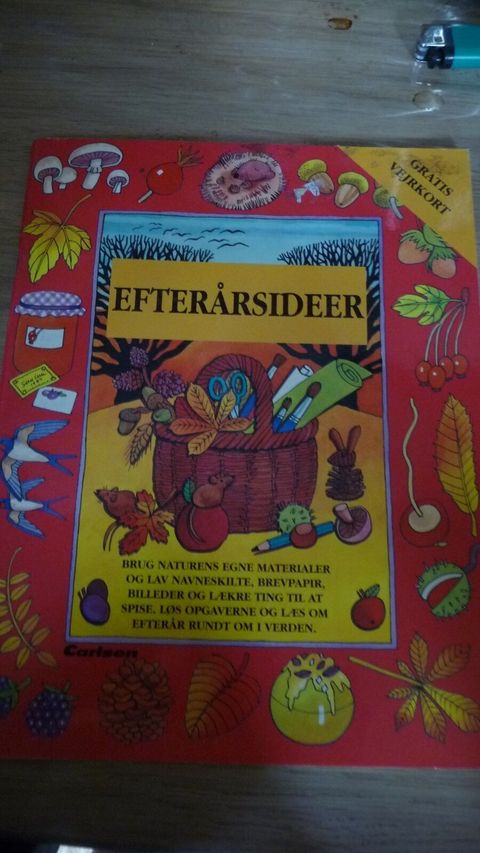 GRATIS
VEJRKORT
EFTERÅRSIDEER
BRUG NATURENS EGNE MATERIALER
OG LAV NAVNESKILTE, BREVPAPIR,
BILLEDER OG LÆKRE TING TIL AT
SPISE. LØS OPGAVERNE OG LÆS OM
EFTERÅR RUNDT OM I VERDEN.
Carlsen